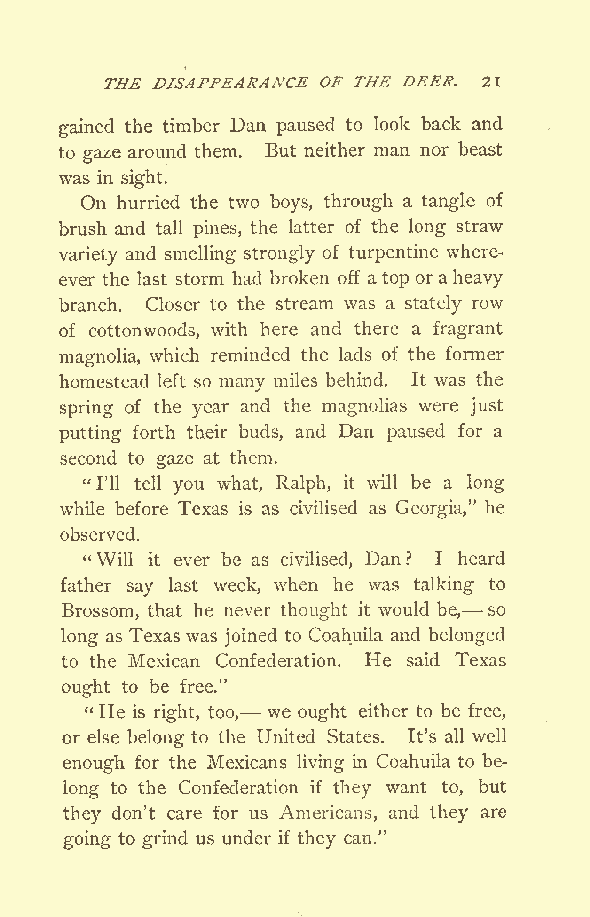 THE DISAPPEARANCE OF THE DEER. 21
gained the timber Dan paused to look back and
to gaze around them. But neither man nor beast
was in sight.
On hurried the two boys, through a tangle of
brush and tall pines, the latter of the long straw
variety and smelling strongly of turpentine where-
ever the last storm had broken off a top or a heavy
branch. Closer to the stream was a stately row
of cottonwoods, with here and there a fragrant
magnolia, which reminded the lads of the former
homestead left so many miles behind. It was the
spring of the year and the magnolias were just
putting forth their buds, and Dan paused for a
second to gaze at them.
"I'll tell you what, Ralph, it will be a long
while before Texas is as civilised as Georgia," he
observed.
"Will it ever be as civilised, Dan? I heard
father say last week, when he was talking to
Brossom, that he never thought it would be,— so
long as Texas was joined to Coahuila and belonged
to the Mexican Confederation. He said Texas
ought to be free."
"He is right, too,— we ought either to be free,
or else belong to the United States. It's all well
enough for the Mexicans living in Coahuila to be-
long to the Confederation if they want to, but
they don't care for us Americans, and they are
going to grind us under if they can."